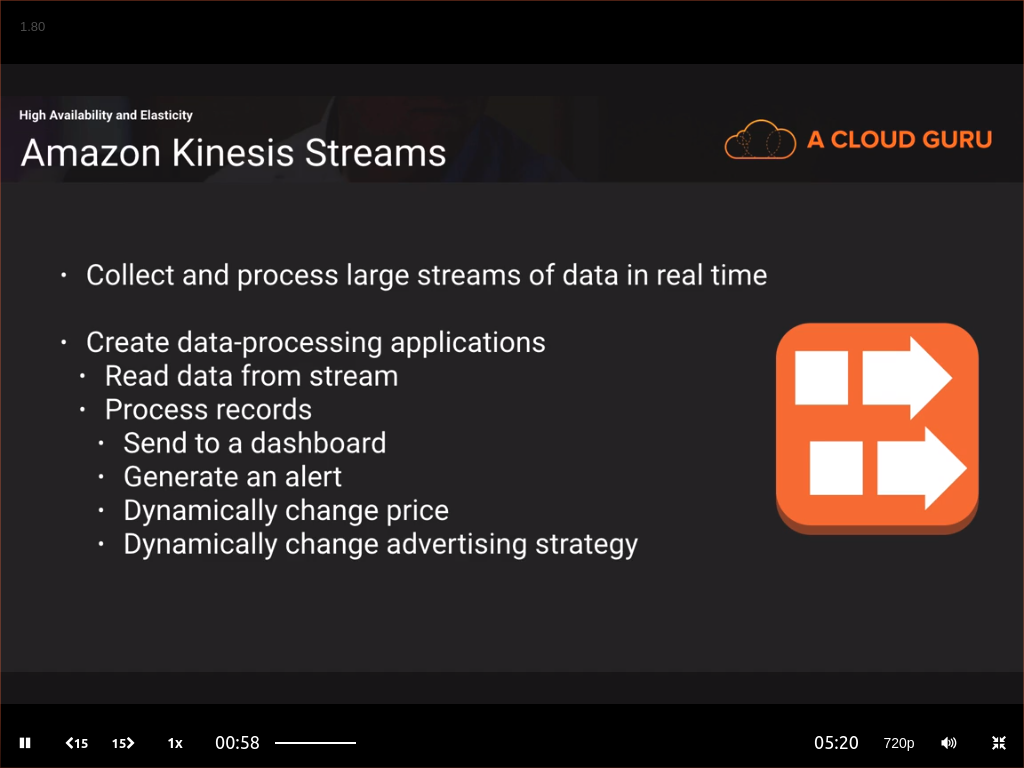 1.80
High Availability and Elasticity
Amazon Kinesis Streams
A CLOUD GURU
• Collect and process large streams of data in real time
• Create data-processing applications
• Read data from stream
• Process records
• Send to a dashboard
• Generate an alert
• Dynamically change price
• Dynamically change advertising strategy
15 15 1x 00:58 05:20 720p